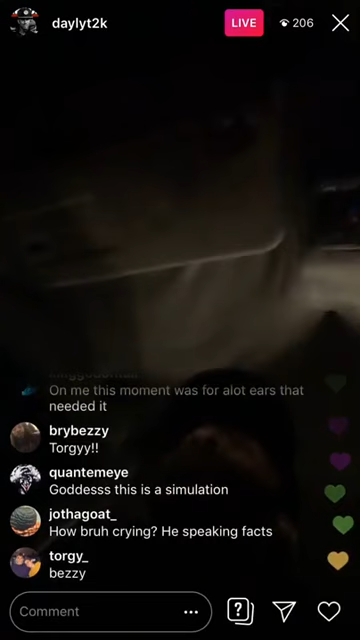 daylyt2k
LIVE
206
On me this moment was for alot ears that
needed it
brybezzy
Torgyy!!
quantemeye
Goddesss this is a simulation
jothagoat_
How bruh crying? He speaking facts
torgy_
bezzy
Comment